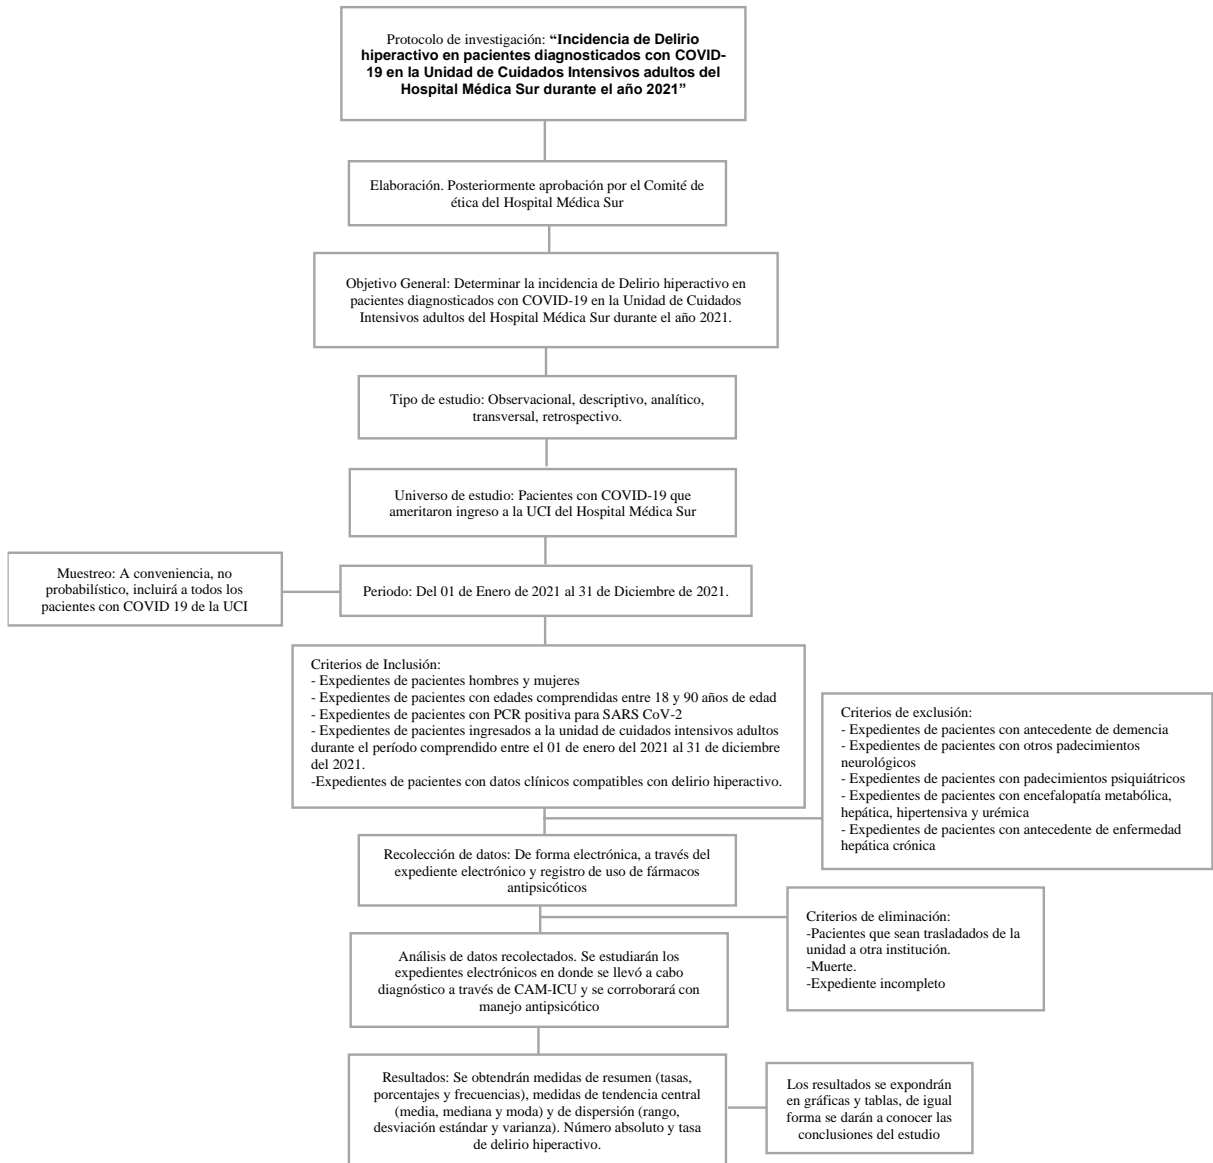 Protocolo de investigación: “Incidencia de Delirio
hiperactivo en pacientes diagnosticados con COVID-
19 en la Unidad de Cuidados Intensivos adultos del
Hospital Médica Sur durante el año 2021”
Elaboración. Posteriormente aprobación por el Comité de
ética del Hospital Médica Sur
Objetivo General: Determinar la incidencia de Delirio hiperactivo en
pacientes diagnosticados con COVID-19 en la Unidad de Cuidados
Intensivos adultos del Hospital Médica Sur durante el año 2021.
Tipo de estudio: Observacional, descriptivo, analítico,
transversal, retrospectivo.
Universo de estudio: Pacientes con COVID-19 que
ameritaron ingreso a la UCI del Hospital Médica Sur
Muestreo: A conveniencia, no
probabilístico, incluirá a todos los
pacientes con COVID 19 de la UCI
Periodo: Del 01 de Enero de 2021 al 31 de Diciembre de 2021.
Criterios de Inclusión:
- Expedientes de pacientes hombres y mujeres
- Expedientes de pacientes con edades comprendidas entre 18 y 90 años de edad
- Expedientes de pacientes con PCR positiva para SARS CoV-2
- Expedientes de pacientes ingresados a la unidad de cuidados intensivos adultos
durante el período comprendido entre el 01 de enero del 2021 al 31 de diciembre
del 2021.
-Expedientes de pacientes con datos clínicos compatibles con delirio hiperactivo.
Criterios de exclusión:
- Expedientes de pacientes con antecedente de demencia
- Expedientes de pacientes con otros padecimientos
neurológicos
- Expedientes de pacientes con padecimientos psiquiátricos
- Expedientes de pacientes con encefalopatía metabólica,
hepática, hipertensiva y urémica
- Expedientes de pacientes con antecedente de enfermedad
hepática crónica
Recolección de datos: De forma electrónica, a través del
expediente electrónico y registro de uso de fármacos
antipsicóticos
Criterios de eliminación:
-Pacientes que sean trasladados de la
unidad a otra institución.
-Muerte.
-Expediente incompleto
Análisis de datos recolectados. Se estudiarán los
expedientes electrónicos en donde se llevó a cabo
diagnóstico a través de CAM-ICU y se corroborará con
manejo antipsicótico
Resultados: Se obtendrán medidas de resumen (tasas,
porcentajes y frecuencias), medidas de tendencia central
(media, mediana y moda) y de dispersión (rango,
desviación estándar y varianza). Número absoluto y tasa
de delirio hiperactivo.
Los resultados se expondrán
en gráficas y tablas, de igual
forma se darán a conocer las
conclusiones del estudio